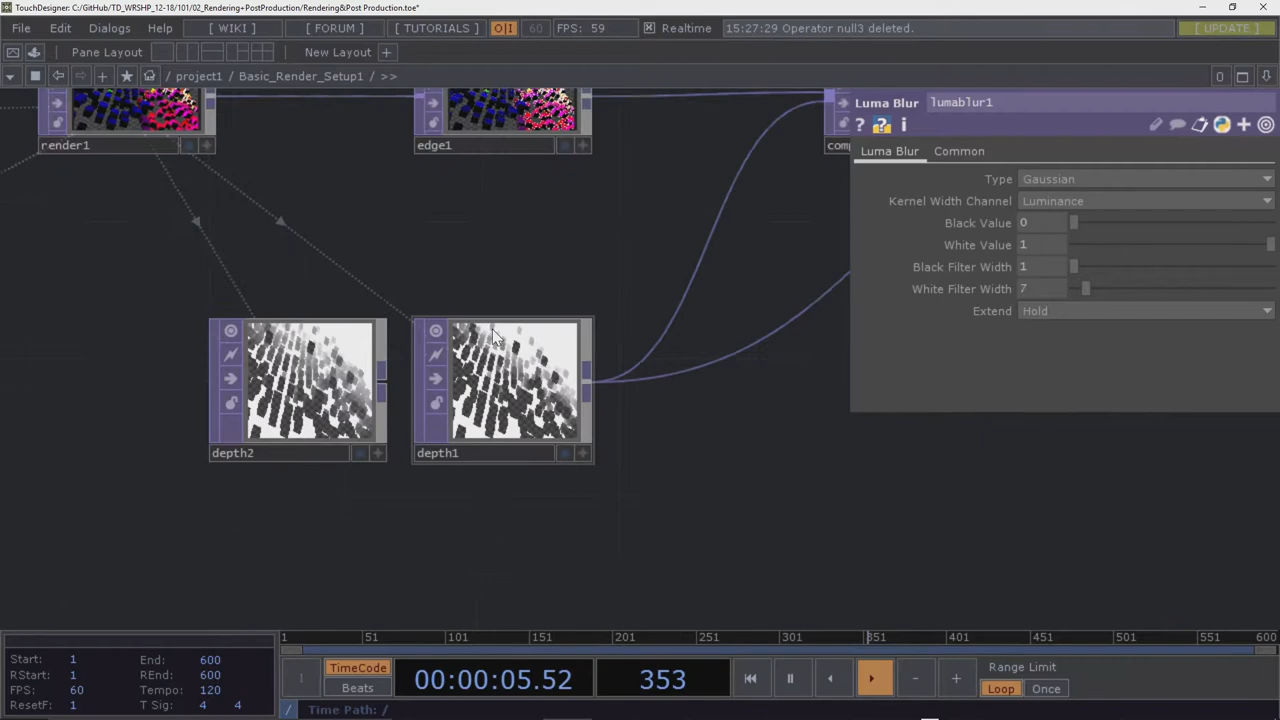 TouchDesigner: C:/GitHub/TD_WRSHP_12-18/101/02_Rendering+PostProduction/Rendering&Post Production.toe*
File Edit Dialogs Help [ WIKI ] [ FORUM ] [ TUTORIALS ] O|I 60 FPS: 59 Realtime 15:27:29 Operator null3 deleted. [ UPDATE ]
Pane Layout New Layout +
/ project1 / Basic_Render_Setup1 / >> 0
render1
edge1
comp
Luma Blur lumablur1
? ? i
Luma Blur Common
Type Gaussian
Kernel Width Channel Luminance
Black Value 0
White Value 1
Black Filter Width 1
White Filter Width 7
Extend Hold
depth2
depth1
1 51 101 151 201 251 301 351 401 451 501 551 600
Start: 1 End: 600
RStart: 1 REnd: 600
FPS: 60 Tempo: 120
ResetF: 1 T Sig: 4 4
TimeCode
Beats
1
00:00:05.52
353
- +
Range Limit
Loop Once
/ Time Path: /